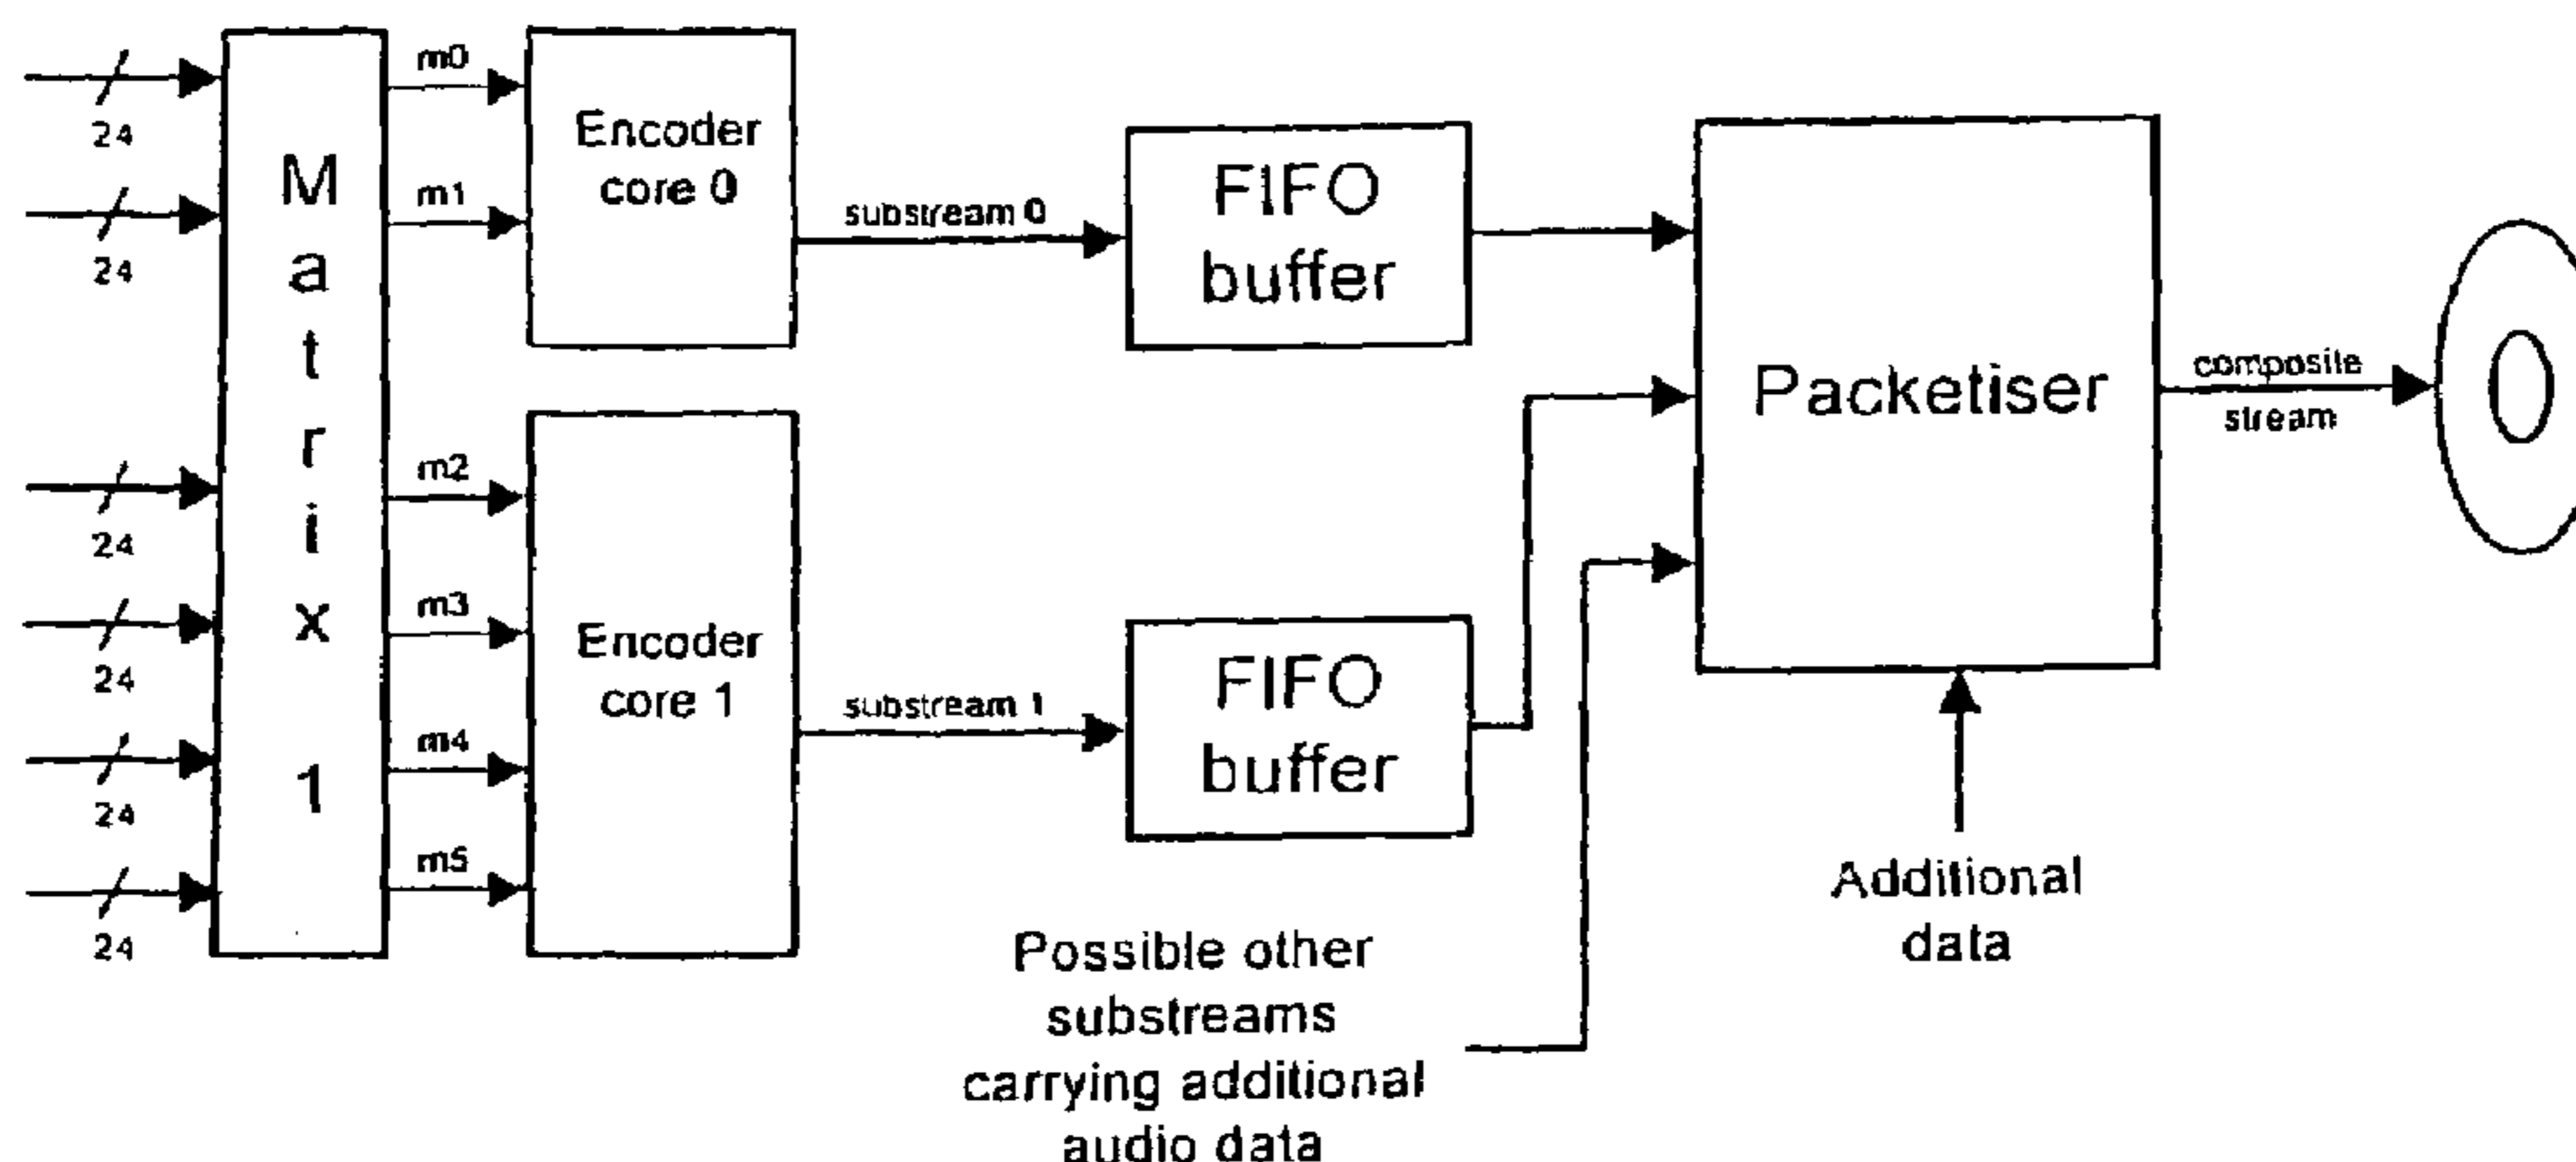 24
24
24
24
24
24
Matrix 1
m0
m1
m2
m3
m4
m5
Encoder
core 0
Encoder
core 1
substream 0
substream 1
FIFO
buffer
FIFO
buffer
Possible other
substreams
carrying additional
audio data
Packetiser
Additional
data
composite
stream